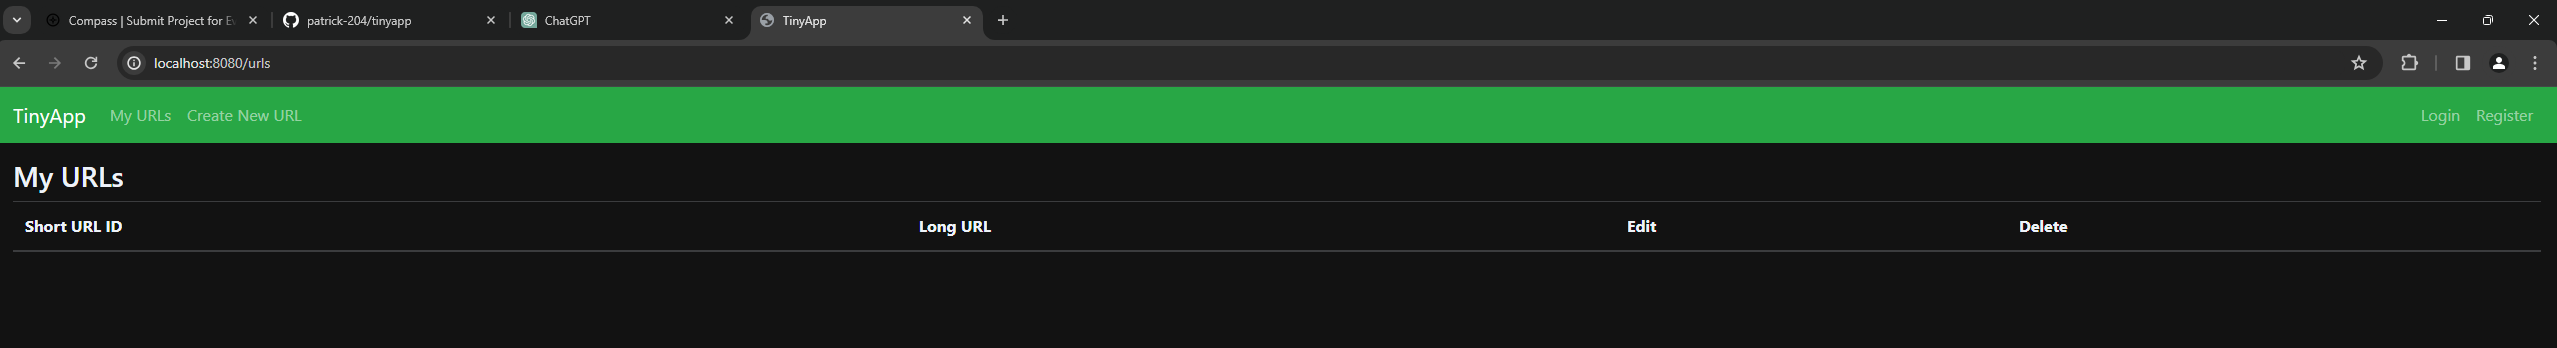 Compass | Submit Project for Ev
patrick-204/tinyapp
ChatGPT
TinyApp
localhost:8080/urls
TinyApp My URLs Create New URL Login Register
My URLs
Short URL ID Long URL Edit Delete